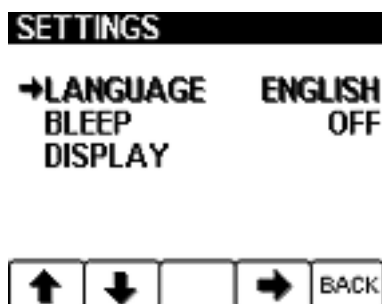 SETTINGS
➔LANGUAGE ENGLISH
BLEEP OFF
DISPLAY
BACK